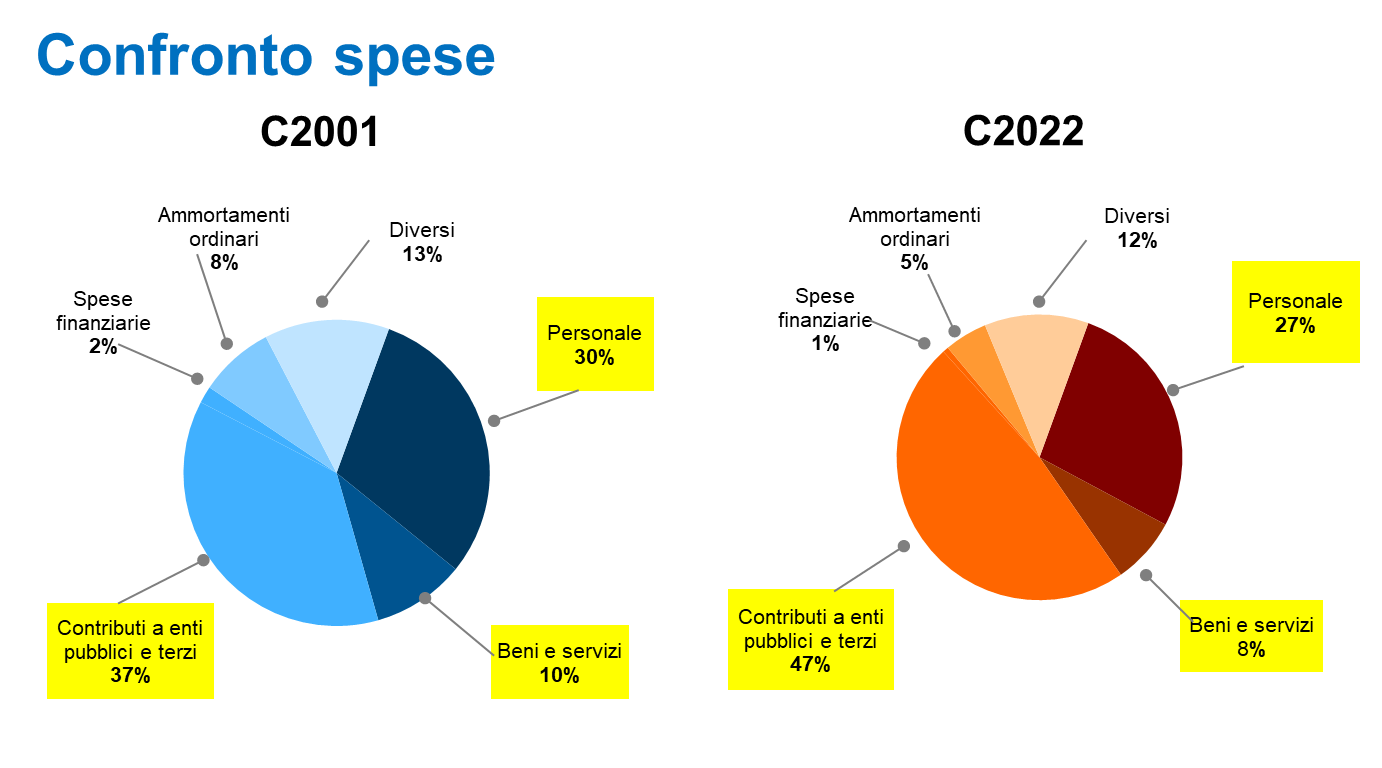 Confronto spese
C2001
Ammortamenti
ordinari
8%
Diversi
13%
Spese
finanziarie
2%
Personale
30%
Contributi a enti
pubblici e terzi
37%
Beni e servizi
10%
C2022
Ammortamenti
ordinari
5%
Diversi
12%
Spese
finanziarie
1%
Personale
27%
Contributi a enti
pubblici e terzi
47%
Beni e servizi
8%